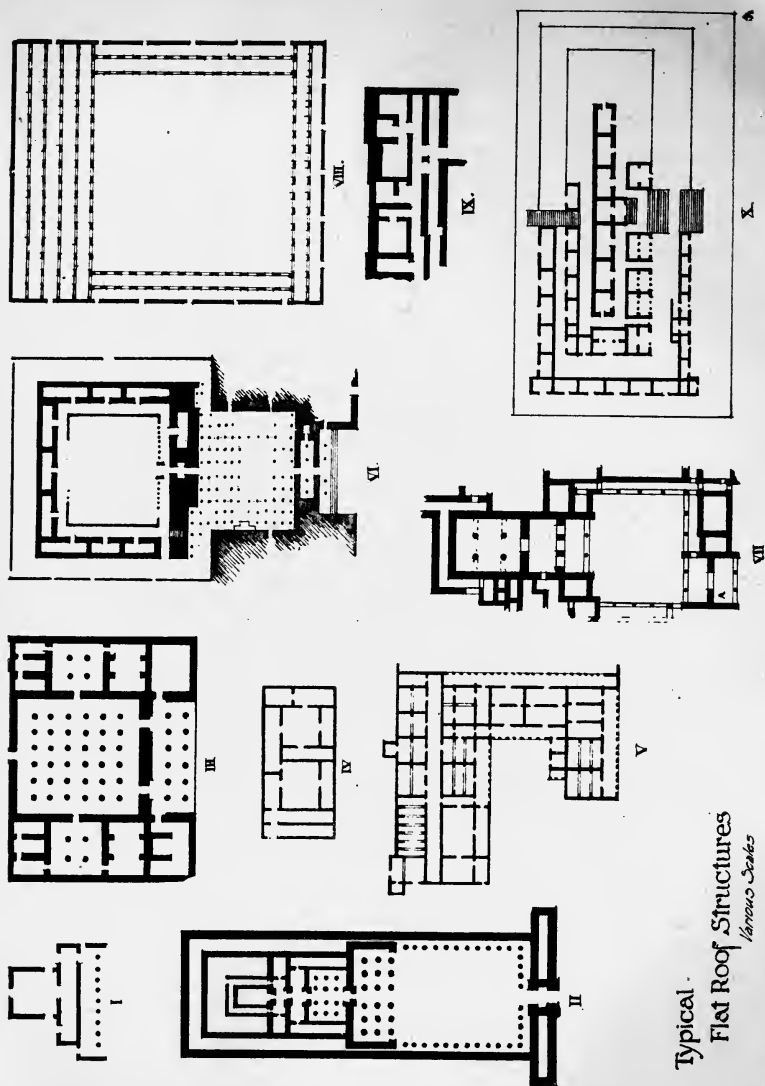 I
II
III
IV
V
VI.
VII
A
VIII.
IX.
X.
Typical -
Flat Roof Structures
Various Scales